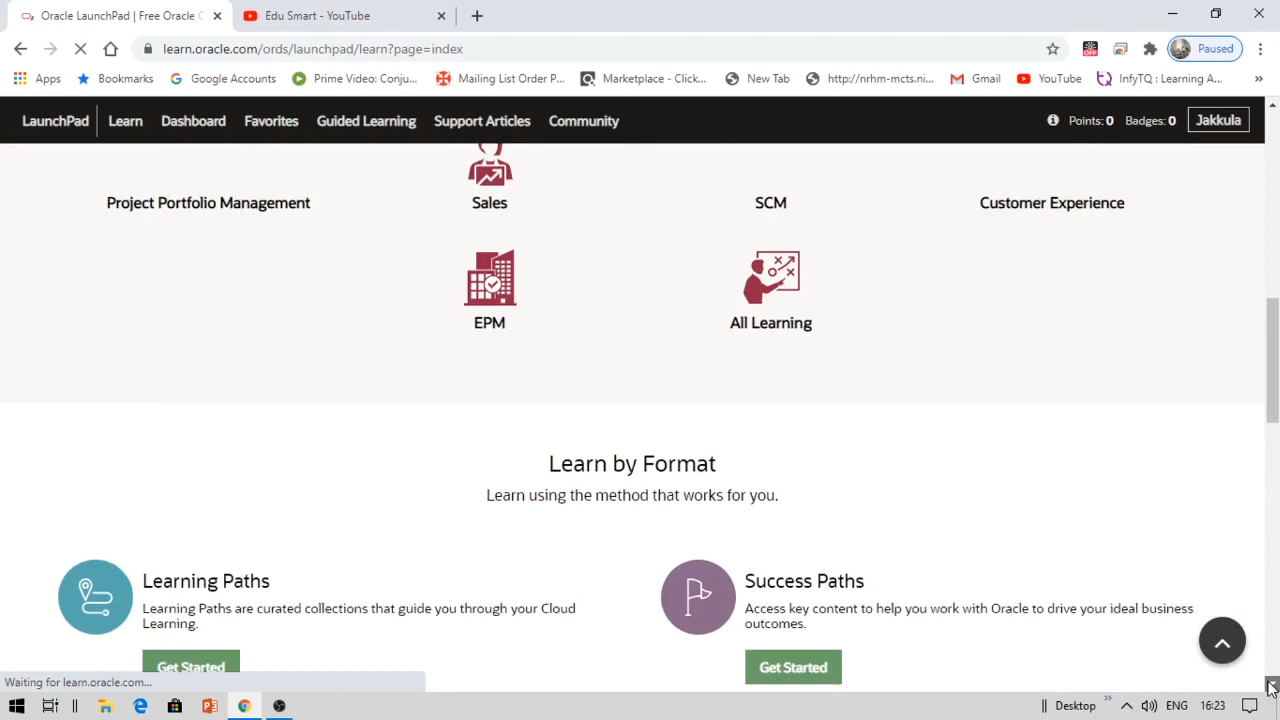 Oracle LaunchPad | Free Oracle C
Edu Smart - YouTube
learn.oracle.com/ords/launchpad/learn?page=index
Paused
Apps
Bookmarks
Google Accounts
Prime Video: Conju...
Mailing List Order P...
Marketplace - Click...
New Tab
http://nrhm-mcts.ni...
Gmail
YouTube
InfyTQ : Learning A...
»
LaunchPad
Learn
Dashboard
Favorites
Guided Learning
Support Articles
Community
Points: 0
Badges: 0
Jakkula
Project Portfolio Management
Sales
SCM
Customer Experience
EPM
All Learning
Learn by Format
Learn using the method that works for you.
Learning Paths
Learning Paths are curated collections that guide you through your Cloud
Learning.
Get Started
Success Paths
Access key content to help you work with Oracle to drive your ideal business
outcomes.
Get Started
Waiting for learn.oracle.com...
Desktop
»
ENG
16:23